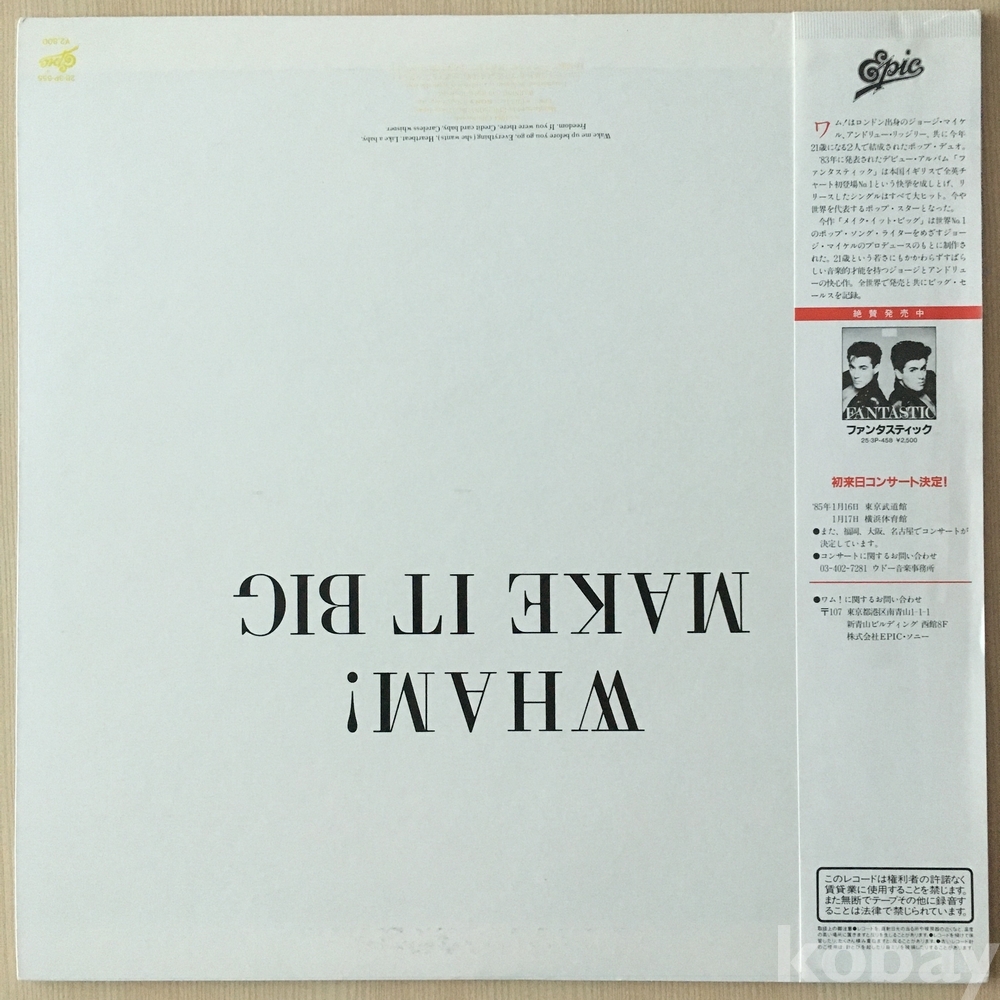 WHAM!
MAKE IT BIG
Wake me up before you go go, Everything she wants, Heartbeat, Like a baby,
Freedom, If you were there, Credit card baby, Careless whisper.
Epic
¥2,800
Epic
ワム!はロンドン出身のジョージ・マイケ
ル、アンドリュー・リッジリー、共に今年
21歳になる2人で結成されたポップ・デュオ。
'83年に発表されたデビュー・アルバム「フ
ァンタスティック」は本国イギリスで全英チ
ャート初登場No.1という快挙を成しとげ、リ
リースしたシングルはすべて大ヒット。今や
世界を代表するポップ・スターとなった。
今作「メイク・イット・ビッグ」は世界No.1
のポップ・ソング・ライターをめざすジョー
ジ・マイケルのプロデュースのもとに制作さ
れた。21歳という若さにもかかわらずすばら
しい音楽的才能を持つジョージとアンドリュ
ーの快心作。全世界で発売と共にビッグ・セ
ールスを記録。
絶賛発売中
FANTASTIC
ファンタスティック
25・3P-458 ¥2,500
初来日コンサート決定!
'85年1月16日 東京武道館
1月17日 横浜体育館
●また、福岡、大阪、名古屋でコンサートが
決定しています。
●コンサートに関するお問い合わせ
03-402-7281 ウドー音楽事務所
●ワム!に関するお問い合わせ
〒107 東京都港区南青山1-1-1
新青山ビルディング 西館8F
株式会社EPIC・ソニー
このレコードは権利者の許諾なく
賃貸業に使用することを禁じます。
また無断でテープその他に録音す
ることは法律で禁じられています。
kobay